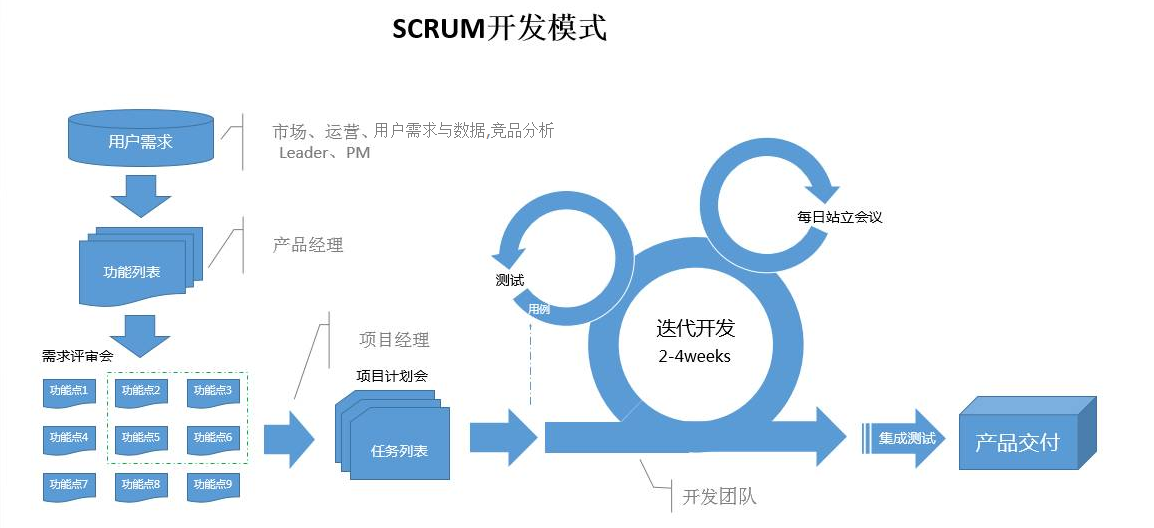 SCRUM开发模式
用户需求
市场、运营、用户需求与数据,竞品分析
Leader、PM
功能列表
产品经理
需求评审会
功能点1
功能点2
功能点3
功能点4
功能点5
功能点6
功能点7
功能点8
功能点9
项目经理
项目计划会
任务列表
测试
用例
每日站立会议
迭代开发
2-4weeks
开发团队
集成测试
产品交付